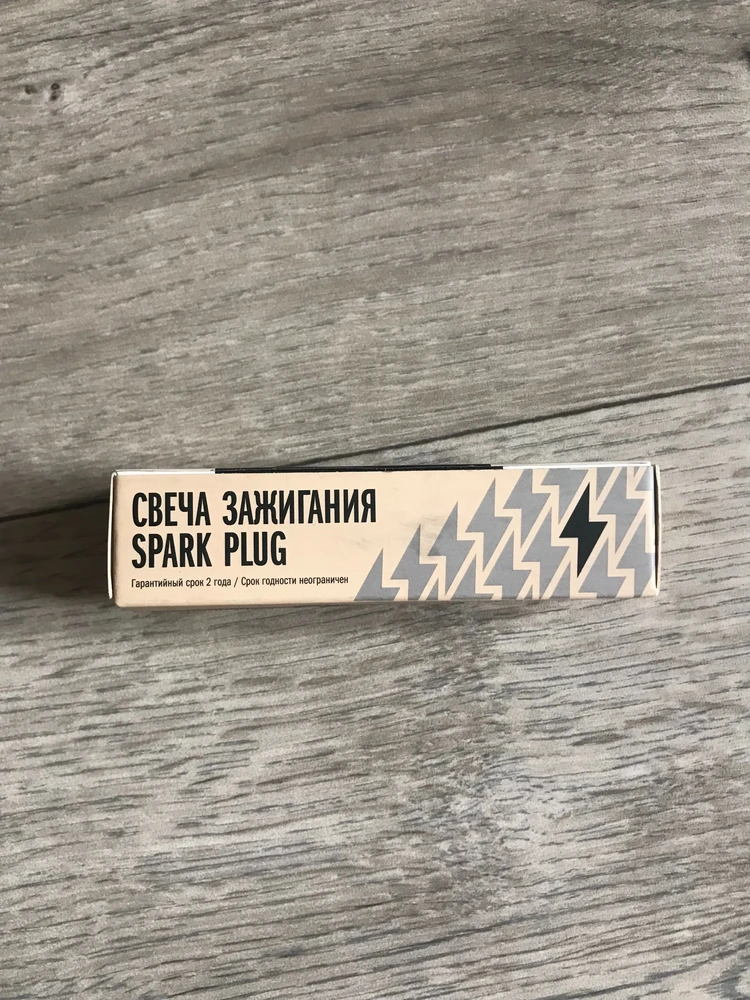 СВЕЧА ЗАЖИГАНИЯ
SPARK PLUG
Гарантийный срок 2 года / Срок годности неограничен